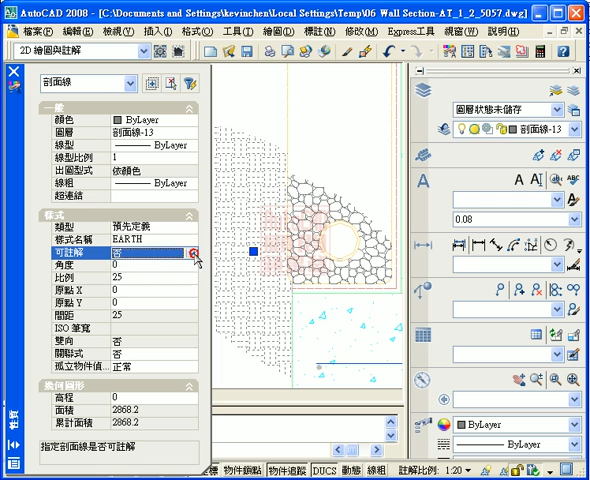 AutoCAD 2008 - [C:\Documents and Settings\kevinchen\Local Settings\Temp\06 Wall Section-AT_1_2_5057.dwg]
檔案(F) 編輯(E) 檢視(V) 插入(I) 格式(O) 工具(T) 繪圖(D) 標註(N) 修改(M) Express工具 視窗(W) 說明(H)
2D 繪圖與註解
剖面線
一般
顏色 ByLayer
圖層 剖面線-13
線型 ByLayer
線型比例 1
出圖型式 依顏色
線粗 ByLayer
超連結
樣式
類型 預先定義
樣式名稱 EARTH
可註解 否
角度 0
比例 25
原點 X 0
原點 Y 0
間距 25
ISO 筆寬
雙向 否
關聯式 否
孤立物件偵... 正常
幾何圖形
高程 0
面積 2868.2
累計面積 2868.2
指定剖面線是否可註解
性質
圖層狀態未儲存
剖面線-13
0.08
ByLayer
ByLayer
格線 物件鎖點 物件追蹤 DUCS 動態 線粗 註解比例: 1:20